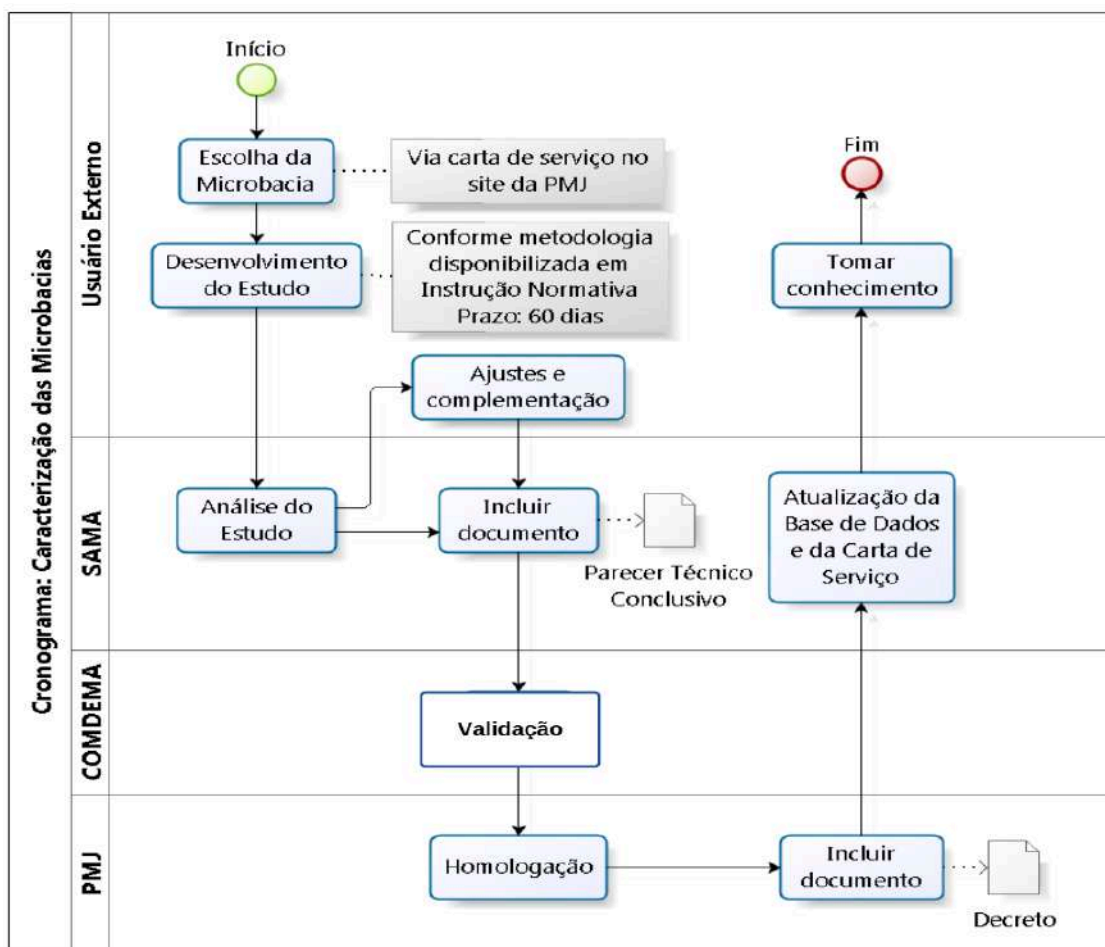 Cronograma: Caracterização das Microbacias
Usuário Externo
Início
Escolha da
Microbacia
Via carta de serviço no
site da PMJ
Fim
Desenvolvimento
do Estudo
Conforme metodologia
disponibilizada em
Instrução Normativa
Prazo: 60 dias
Tomar
conhecimento
Ajustes e
complementação
SAMA
Análise do
Estudo
Incluir
documento
Parecer Técnico
Conclusivo
Atualização da
Base de Dados
e da Carta de
Serviço
COMDEMA
Validação
PMJ
Homologação
Incluir
documento
Decreto